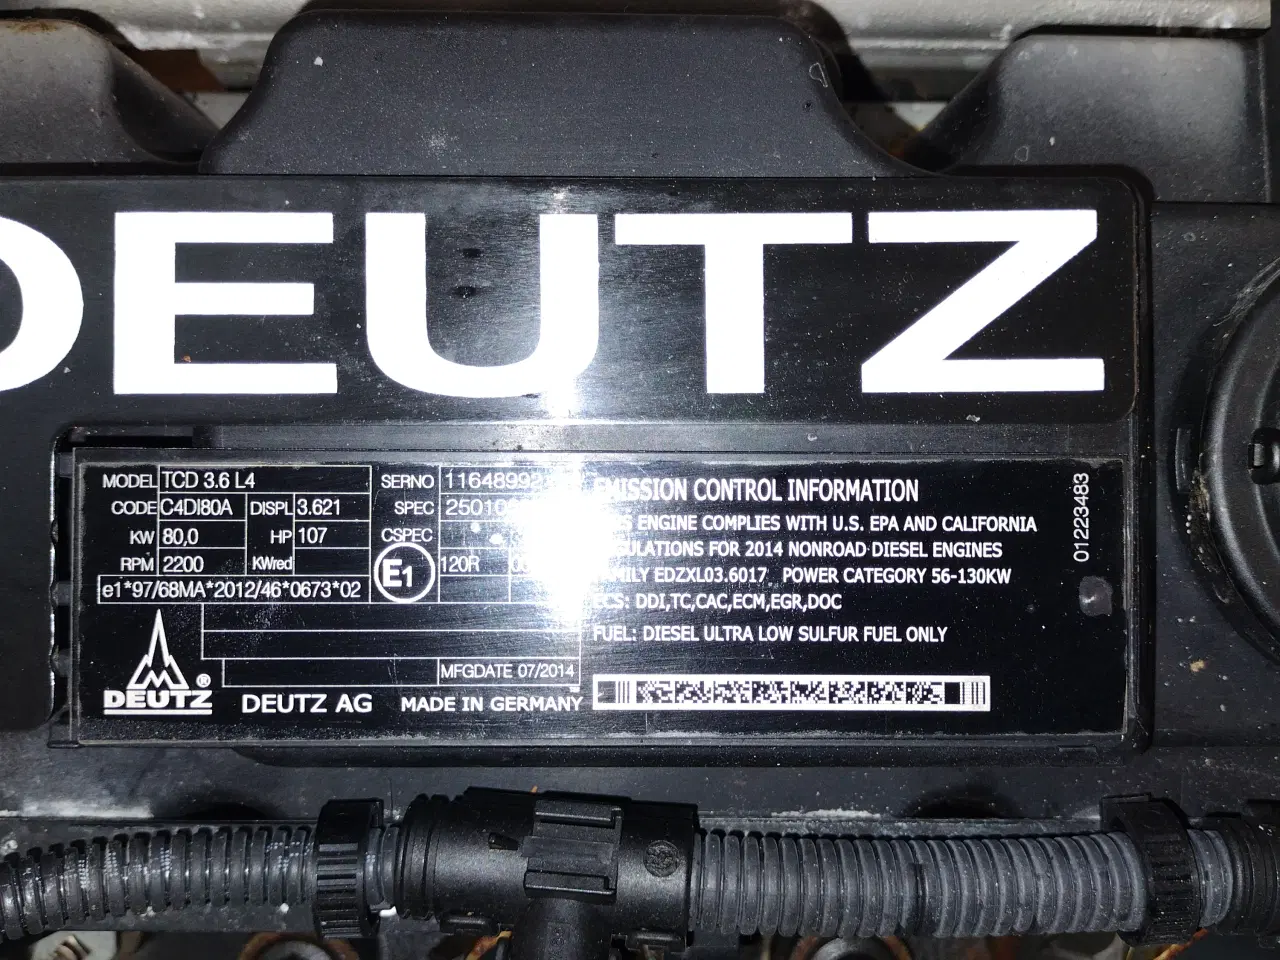 DEUTZ
MODEL TCD 3.6 L4 SERNO
CODE C4DI80A DISPL 3.621 SPEC
KW 80,0 HP 107 CSPEC
RPM 2200 KWred E1 120R
e1*97/68MA*2012/46*0673*02
MFGDATE 07/2014
DEUTZ®
DEUTZ AG MADE IN GERMANY
EMISSION CONTROL INFORMATION
ENGINE COMPLIES WITH U.S. EPA AND CALIFORNIA
REGULATIONS FOR 2014 NONROAD DIESEL ENGINES
FAMILY EDZXL03.6017 POWER CATEGORY 56-130KW
ECS: DDI,TC,CAC,ECM,EGR,DOC
FUEL: DIESEL ULTRA LOW SULFUR FUEL ONLY
01223483